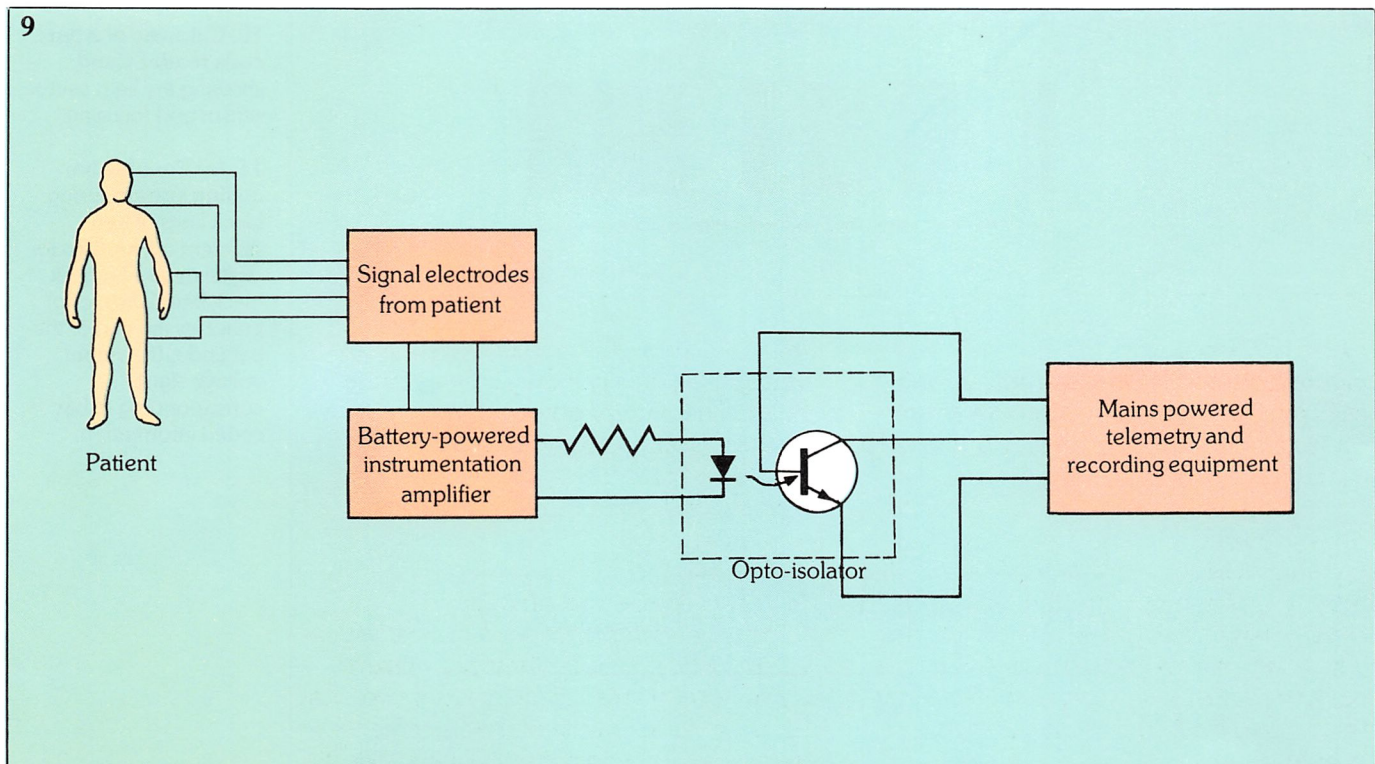 9
Signal electrodes
from patient
Patient
Battery-powered
instrumentation
amplifier
Opto-isolator
Mains powered
telemetry and
recording equipment